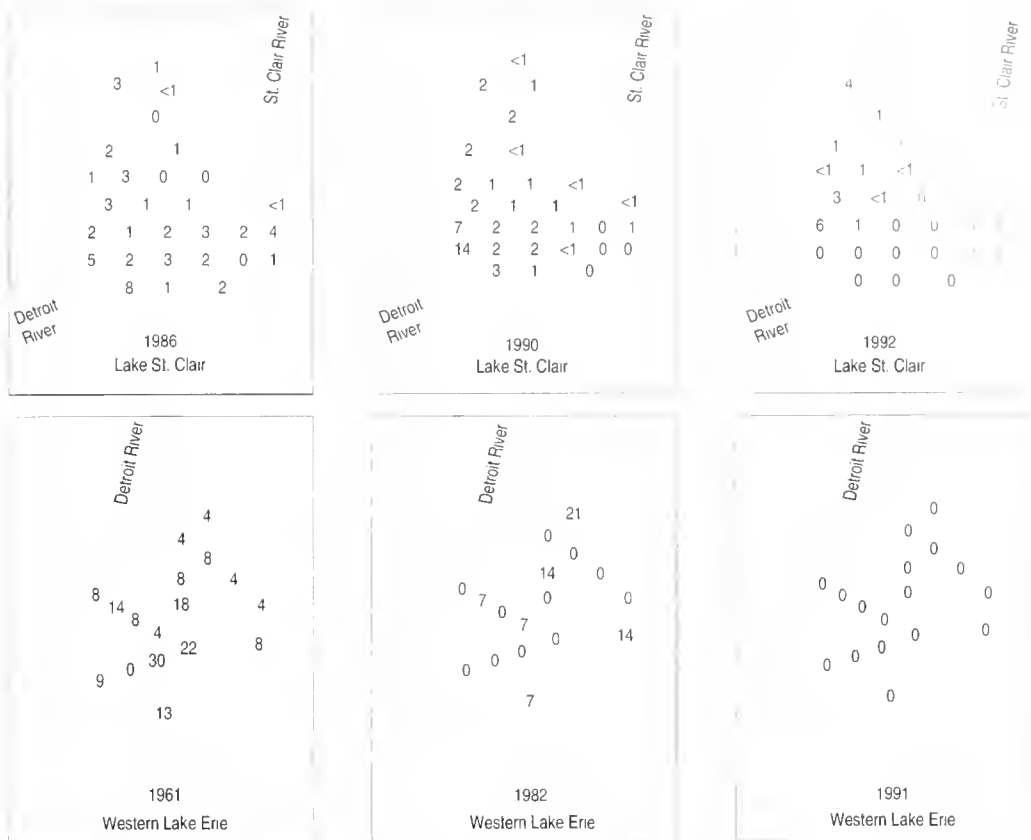 St. Clair River
1
3
<1
0
2 1
1 3 0 0
3 1 1 <1
2 1 2 3 2 4
5 2 3 2 0 1
8 1 2
Detroit
River
1986
Lake St. Clair
St. Clair River
<1
2 1
2
2 <1
2 1 1 <1
2 1 1 <1
7 2 2 1 0 1
14 2 2 <1 0 0
3 1 0
Detroit
River
1990
Lake St. Clair
St. Clair River
4
1
1
<1 1 <1
3 <1
6 1 0 0
0 0 0 0
0 0 0
Detroit
River
1992
Lake St. Clair
Detroit River
4
4
8
8 4
8 14 18 4
8
4
22 8
0 30
9
13
1961
Western Lake Erie
Detroit River
21
0
0
14 0
0 7 0 0
0
7
0 14
0 0
0
7
1982
Western Lake Erie
Detroit River
0
0
0
0 0
0 0 0 0
0
0
0 0
0 0 0
0
1991
Western Lake Erie